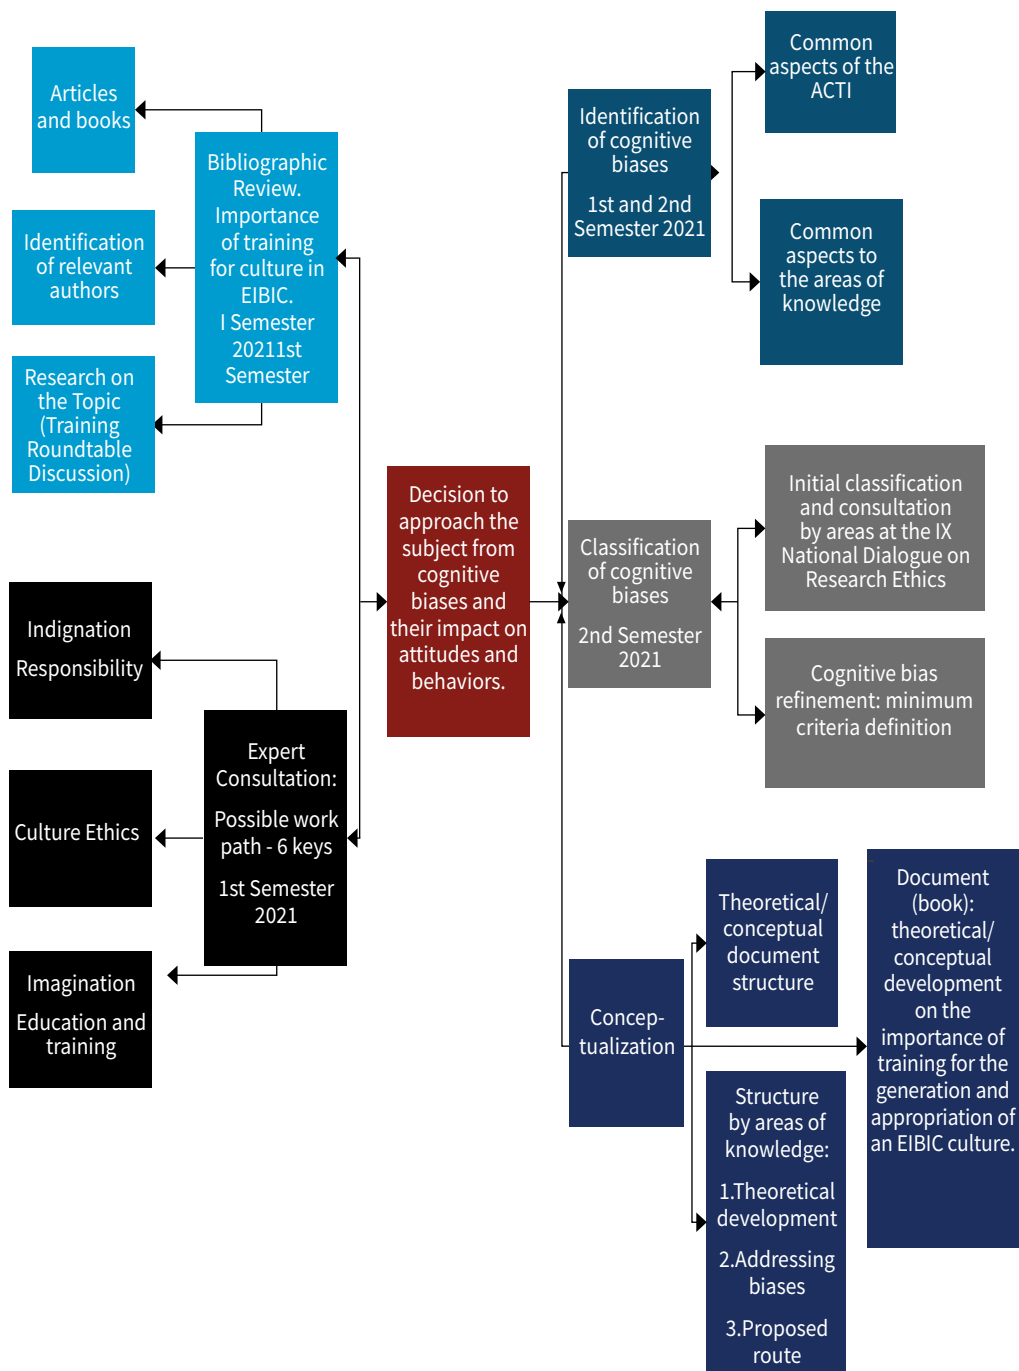 Articles
and books
Identification
of relevant
authors
Research on
the Topic
(Training
Roundtable
Discussion)
Bibliographic
Review.
Importance
of training
for culture in
EIBIC.
I Semester
20211st
Semester
Indignation
Responsibility
Culture Ethics
Imagination
Education and
training
Expert
Consultation:
Possible work
path - 6 keys
1st Semester
2021
Decision to
approach the
subject from
cognitive
biases and
their impact on
attitudes and
behaviors.
Identification
of cognitive
biases
1st and 2nd
Semester 2021
Common
aspects of the
ACTI
Common
aspects to
the areas of
knowledge
Classification
of cognitive
biases
2nd Semester
2021
Initial classification
and consultation
by areas at the IX
National Dialogue on
Research Ethics
Cognitive bias
refinement: minimum
criteria definition
Concep-
tualization
Theoretical/
conceptual
document
structure
Structure
by areas of
knowledge:
1.Theoretical
development
2.Addressing
biases
3.Proposed
route
Document
(book):
theoretical/
conceptual
development
on the
importance of
training for the
generation and
appropriation of
an EIBIC culture.